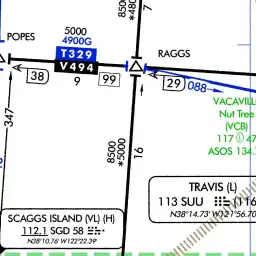 5000
4900G
POPES
T329
V494
RAGGS
38
9
99
29
088
8500
*480
7
347
8500
*5000
16
VACAVILL
Nut Tree
(VCB)
117 47
ASOS 134.
TRAVIS (L)
113 SUU (116
N38°14.73' W121°56.70
SCAGGS ISLAND (VL) (H)
112.1 SGD 58
N38°10.76' W122°22.39